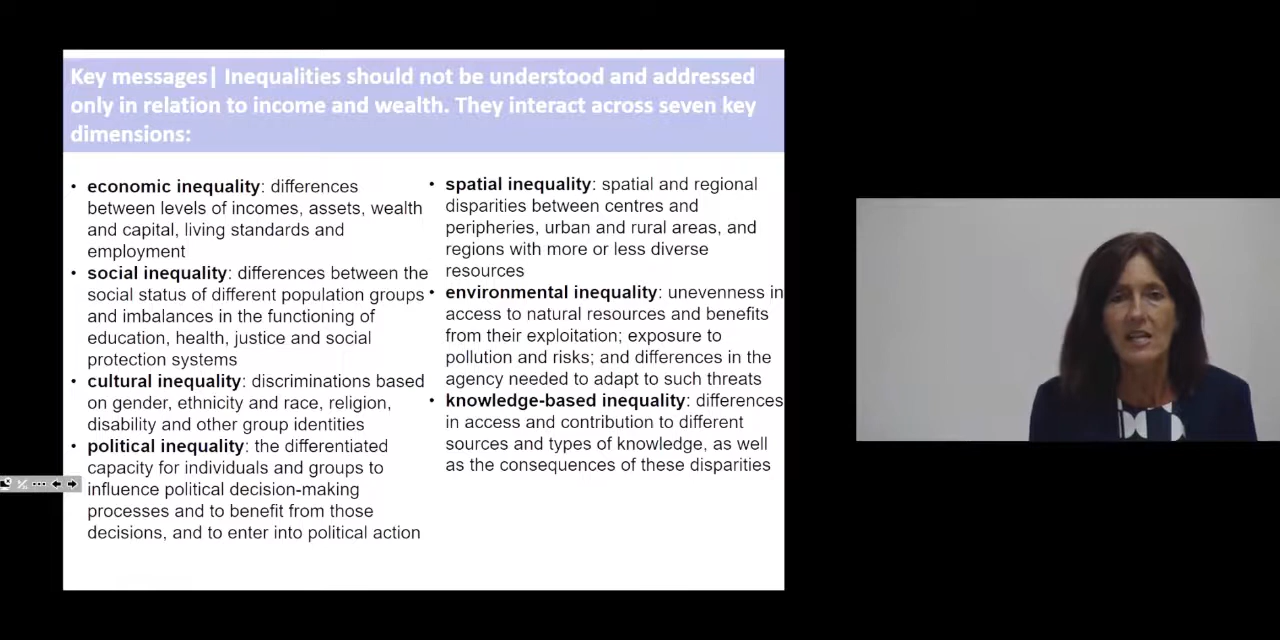 Key messages| Inequalities should not be understood and addressed
only in relation to income and wealth. They interact across seven key
dimensions:
• economic inequality: differences
between levels of incomes, assets, wealth
and capital, living standards and
employment
• social inequality: differences between the
social status of different population groups
and imbalances in the functioning of
education, health, justice and social
protection systems
• cultural inequality: discriminations based
on gender, ethnicity and race, religion,
disability and other group identities
• political inequality: the differentiated
capacity for individuals and groups to
influence political decision-making
processes and to benefit from those
decisions, and to enter into political action
• spatial inequality: spatial and regional
disparities between centres and
peripheries, urban and rural areas, and
regions with more or less diverse
resources
• environmental inequality: unevenness in
access to natural resources and benefits
from their exploitation; exposure to
pollution and risks; and differences in the
agency needed to adapt to such threats
• knowledge-based inequality: differences
in access and contribution to different
sources and types of knowledge, as well
as the consequences of these disparities